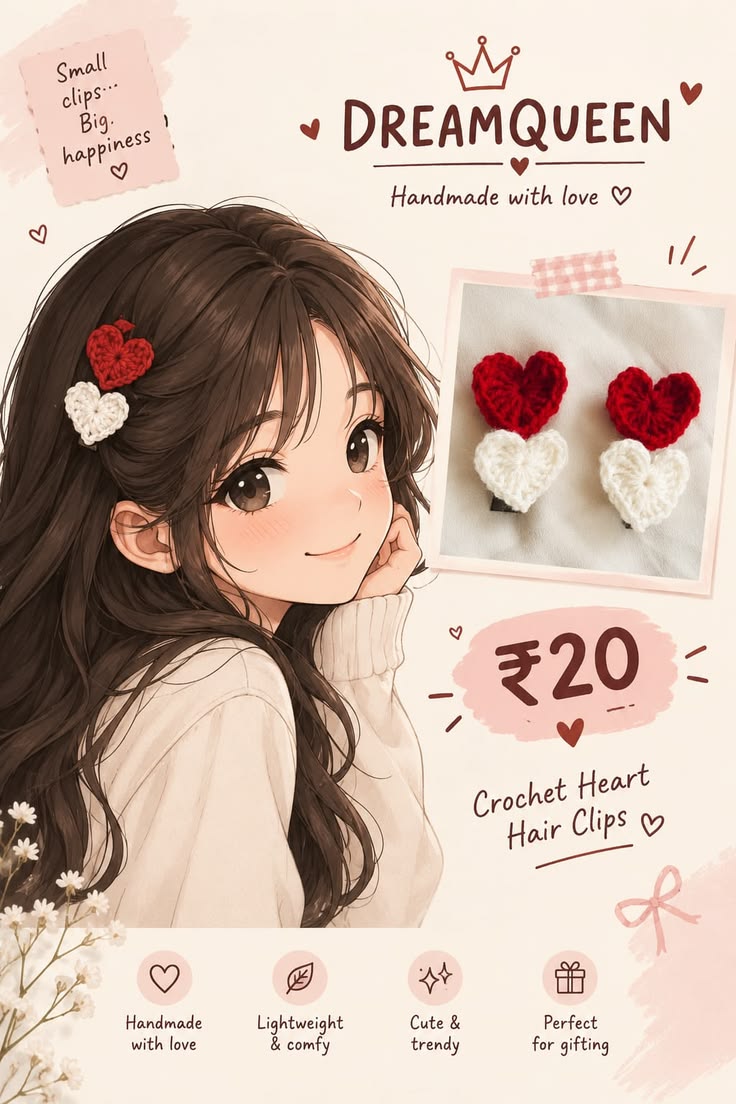 Small
clips...
Big.
happiness
DREAMQUEEN
Handmade with love
₹20
Crochet Heart
Hair Clips
Handmade
with love
Lightweight
& comfy
Cute &
trendy
Perfect
for gifting